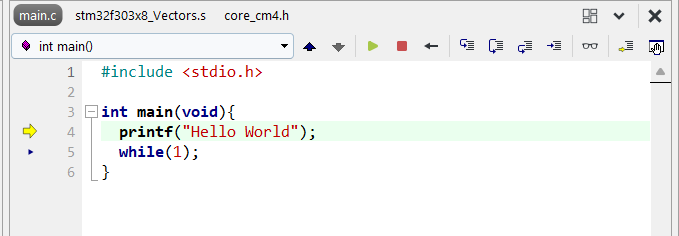 main.c stm32f303x8_Vectors.s core_cm4.h
int main()
1 #include <stdio.h>
2
3 int main(void){
4 printf("Hello World");
5 while(1);
6 }